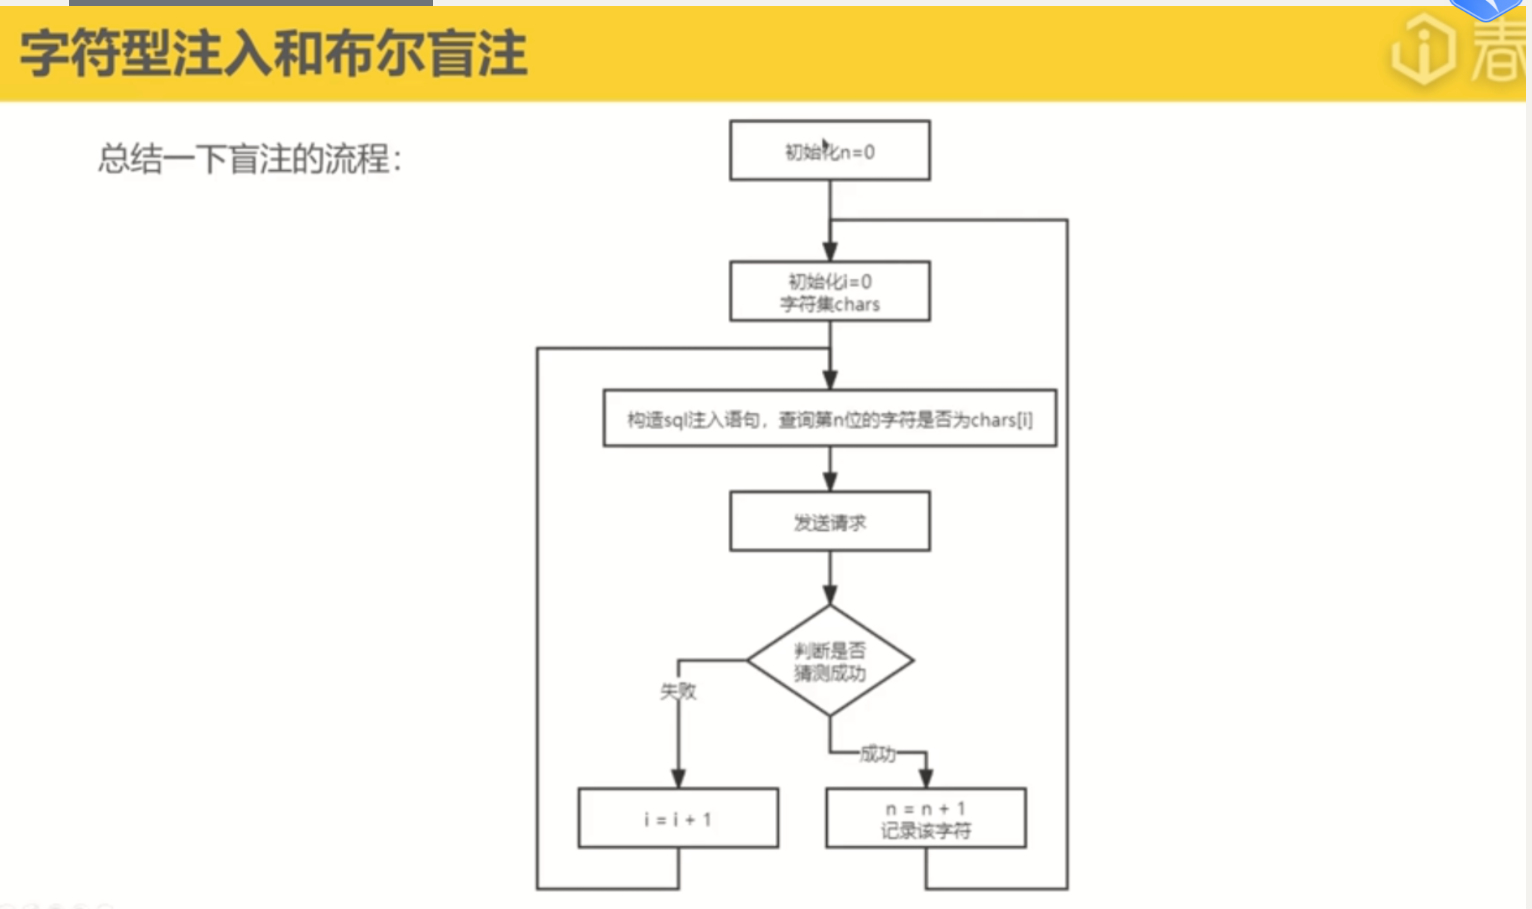 字符型注入和布尔盲注
春
总结一下盲注的流程：
初始化n=0
初始化i=0
字符集chars
构造sql注入语句，查询第n位的字符是否为chars[i]
发送请求
判断是否
猜测成功
失败
成功
i = i + 1
n = n + 1
记录该字符